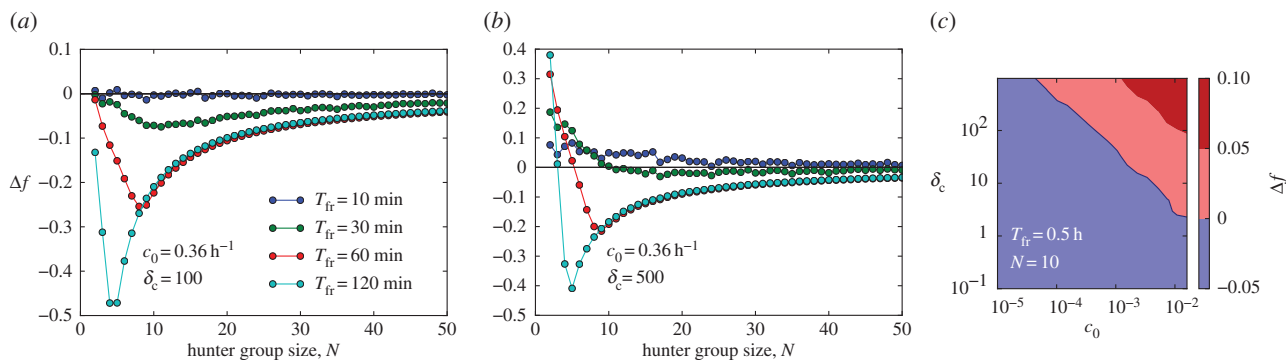 (a)
0.1
0
−0.1
Δf
−0.2
−0.3
−0.4
−0.5
0 10 20 30 40 50
hunter group size, N
T_fr = 10 min
T_fr = 30 min
T_fr = 60 min
T_fr = 120 min
c_0 = 0.36 h^−1
δ_c = 100
(b)
0.4
0.3
0.2
0.1
0
−0.1
−0.2
−0.3
−0.4
−0.5
0 10 20 30 40 50
hunter group size, N
c_0 = 0.36 h^−1
δ_c = 500
(c)
10^2
δ_c
10
1
10^−1
10^−5 10^−4 10^−3 10^−2
c_0
T_fr = 0.5 h
N = 10
0.10
0.05
0
−0.05
Δf